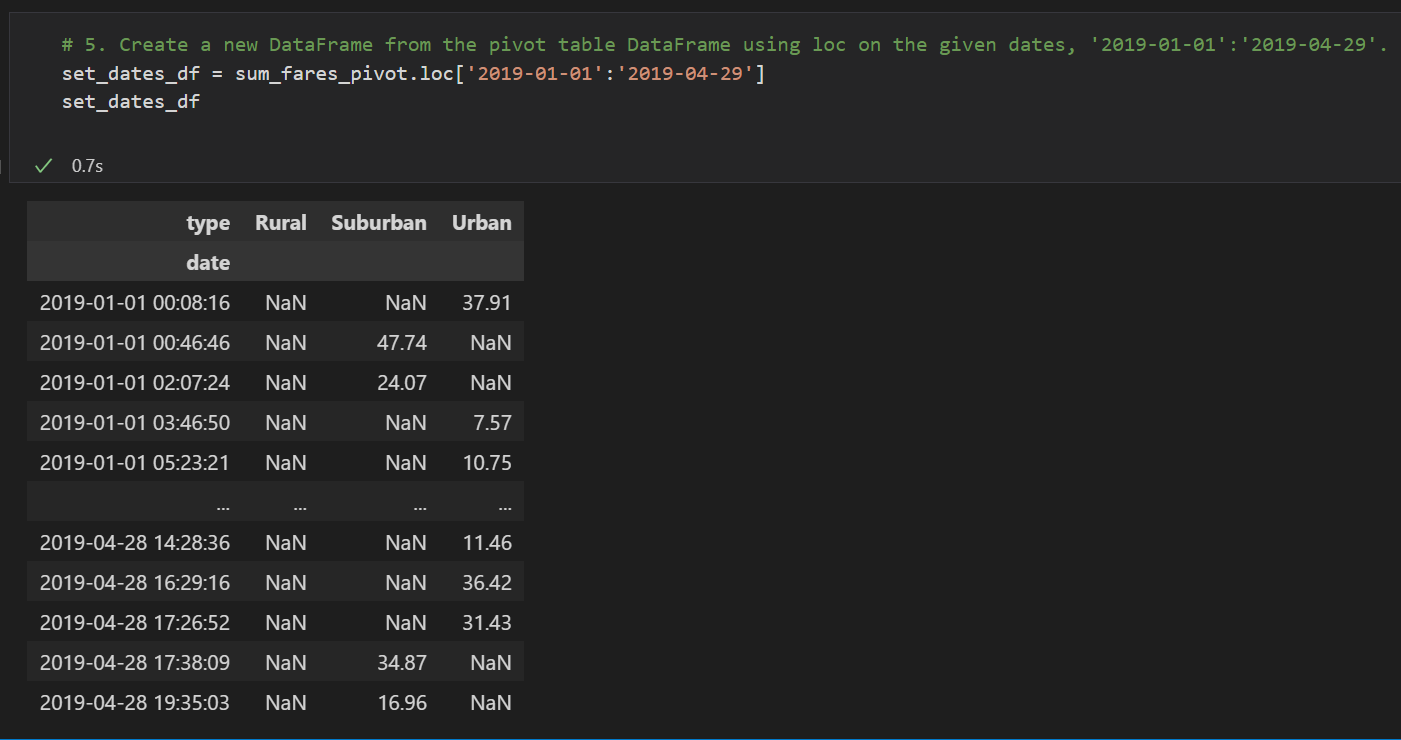 # 5. Create a new DataFrame from the pivot table DataFrame using loc on the given dates, '2019-01-01':'2019-04-29'.
set_dates_df = sum_fares_pivot.loc['2019-01-01':'2019-04-29']
set_dates_df
0.7s
type Rural Suburban Urban
date
2019-01-01 00:08:16 NaN NaN 37.91
2019-01-01 00:46:46 NaN 47.74 NaN
2019-01-01 02:07:24 NaN 24.07 NaN
2019-01-01 03:46:50 NaN NaN 7.57
2019-01-01 05:23:21 NaN NaN 10.75
... ... ... ...
2019-04-28 14:28:36 NaN NaN 11.46
2019-04-28 16:29:16 NaN NaN 36.42
2019-04-28 17:26:52 NaN NaN 31.43
2019-04-28 17:38:09 NaN 34.87 NaN
2019-04-28 19:35:03 NaN 16.96 NaN